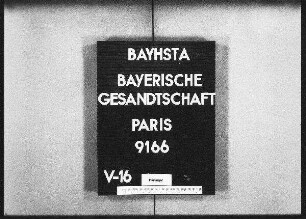 BAYHSTA
BAYERISCHE
GESANDTSCHAFT
PARIS
9166
V-16